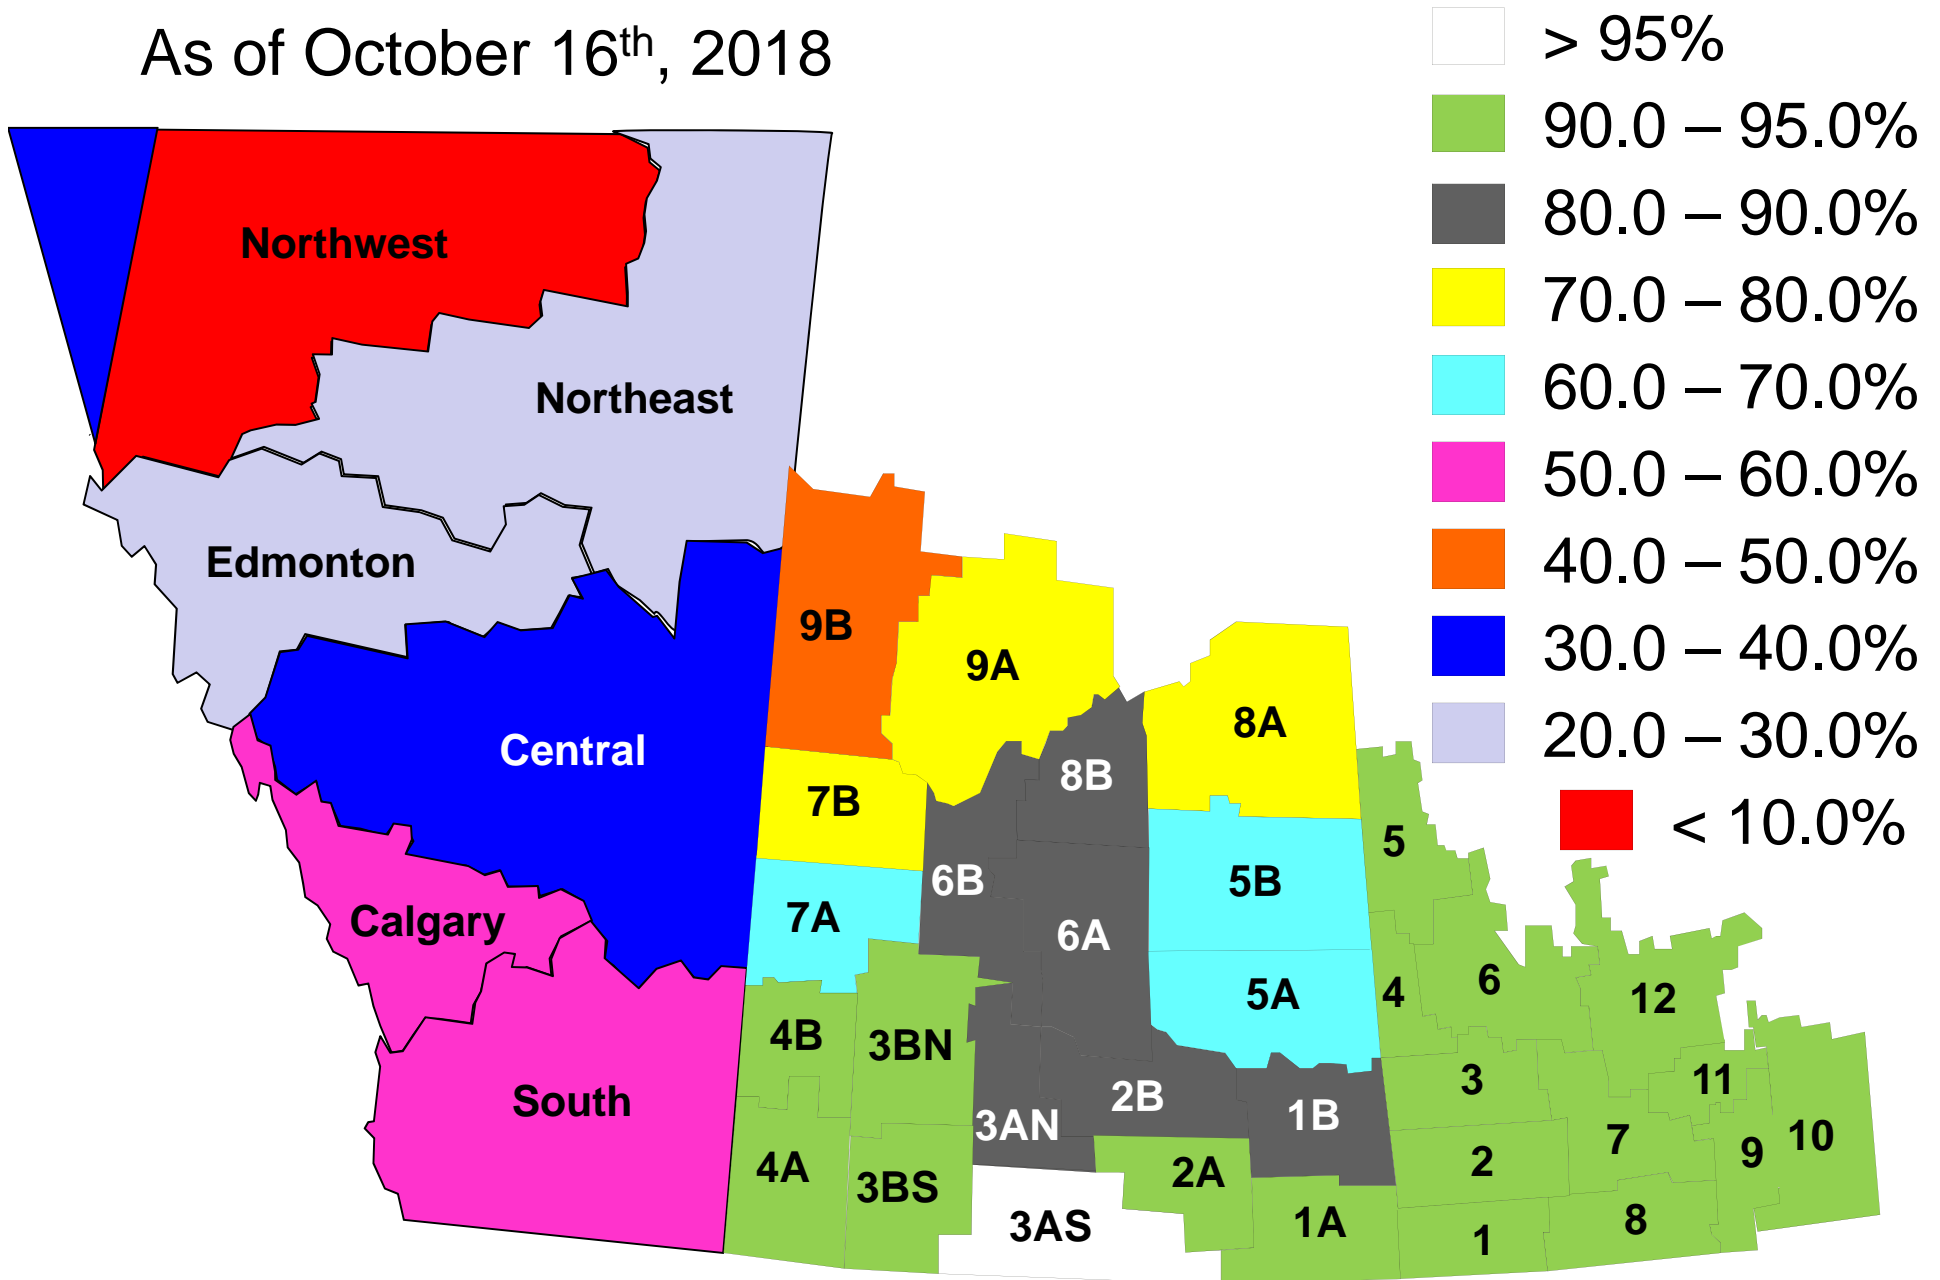 As of October 16th, 2018
> 95%
90.0 – 95.0%
80.0 – 90.0%
70.0 – 80.0%
60.0 – 70.0%
50.0 – 60.0%
40.0 – 50.0%
30.0 – 40.0%
20.0 – 30.0%
< 10.0%
Northwest
Northeast
Edmonton
Central
Calgary
South
9B
9A
8A
7B
8B
6B
5B
7A
6A
5A
4B
3BN
3AN
2B
1B
4A
3BS
2A
3AS
1A
5
4
6
12
3
11
7
2
9
10
1
8